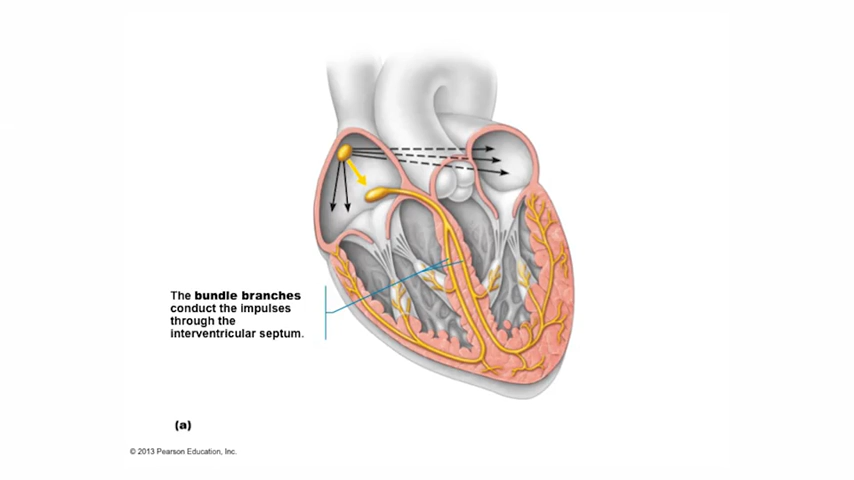 The bundle branches
conduct the impulses
through the
interventricular septum.
(a)
© 2013 Pearson Education, Inc.